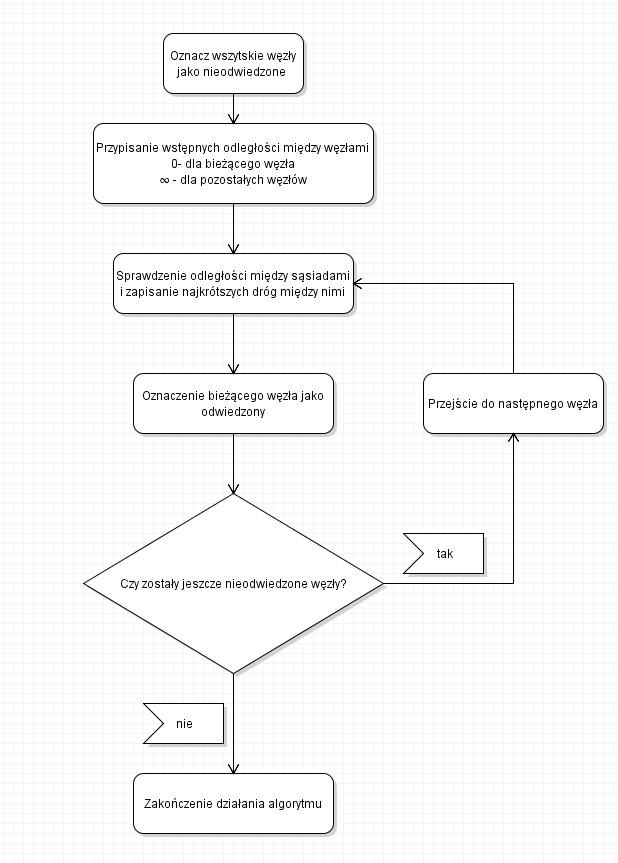 Oznacz wszytskie węzły
jako nieodwiedzone
Przypisanie wstępnych odległości między węzłami
0- dla bieżącego węzła
∞ - dla pozostałych węzłów
Sprawdzenie odległości między sąsiadami
i zapisanie najkrótszych dróg między nimi
Oznaczenie bieżącego węzła jako
odwiedzony
Przejście do następnego węzła
Czy zostały jeszcze nieodwiedzone węzły?
tak
nie
Zakończenie działania algorytmu